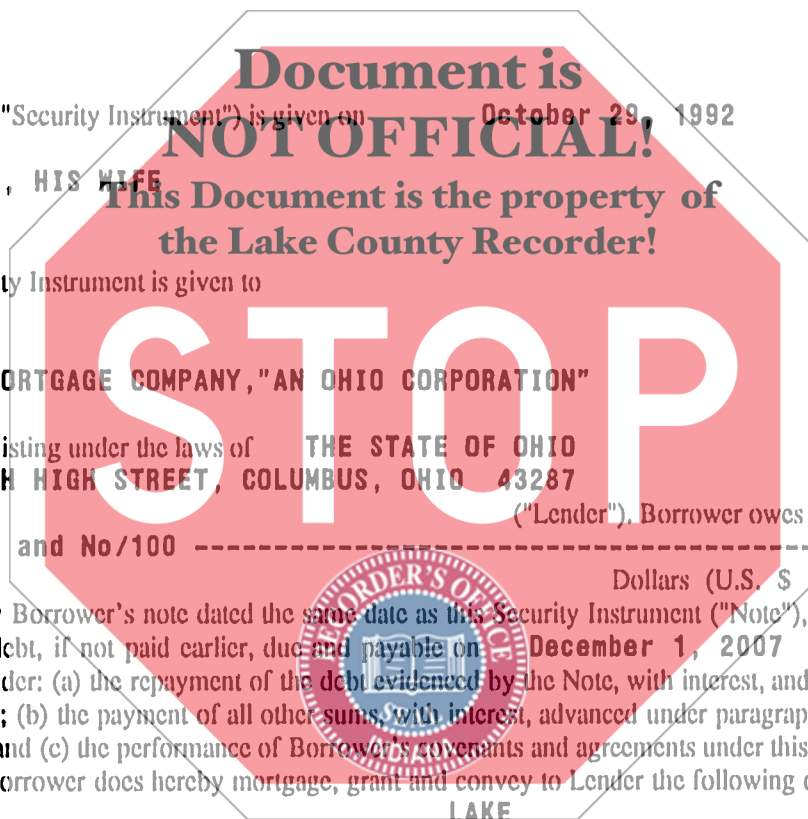 Document is
"Security Instrument") is given on October 29, 1992
NOT OFFICIAL!
, HIS WIFE
This Document is the property of
the Lake County Recorder!
ty Instrument is given to
STOP
ORTGAGE COMPANY,"AN OHIO CORPORATION"
isting under the laws of THE STATE OF OHIO
H HIGH STREET, COLUMBUS, OHIO 43287
("Lender"). Borrower owes
and No/100 --------------------------------------------
Dollars (U.S. $
RECORDER'S OFFICE
y Borrower's note dated the same date as this Security Instrument ("Note"),
debt, if not paid earlier, due and payable on December 1, 2007
der: (a) the repayment of the debt evidenced by the Note, with interest, and
; (b) the payment of all other sums, with interest, advanced under paragrap
SEAL
and (c) the performance of Borrower's covenants and agreements under this
INDIANA
orrower does hereby mortgage, grant and convey to Lender the following d
LAKE